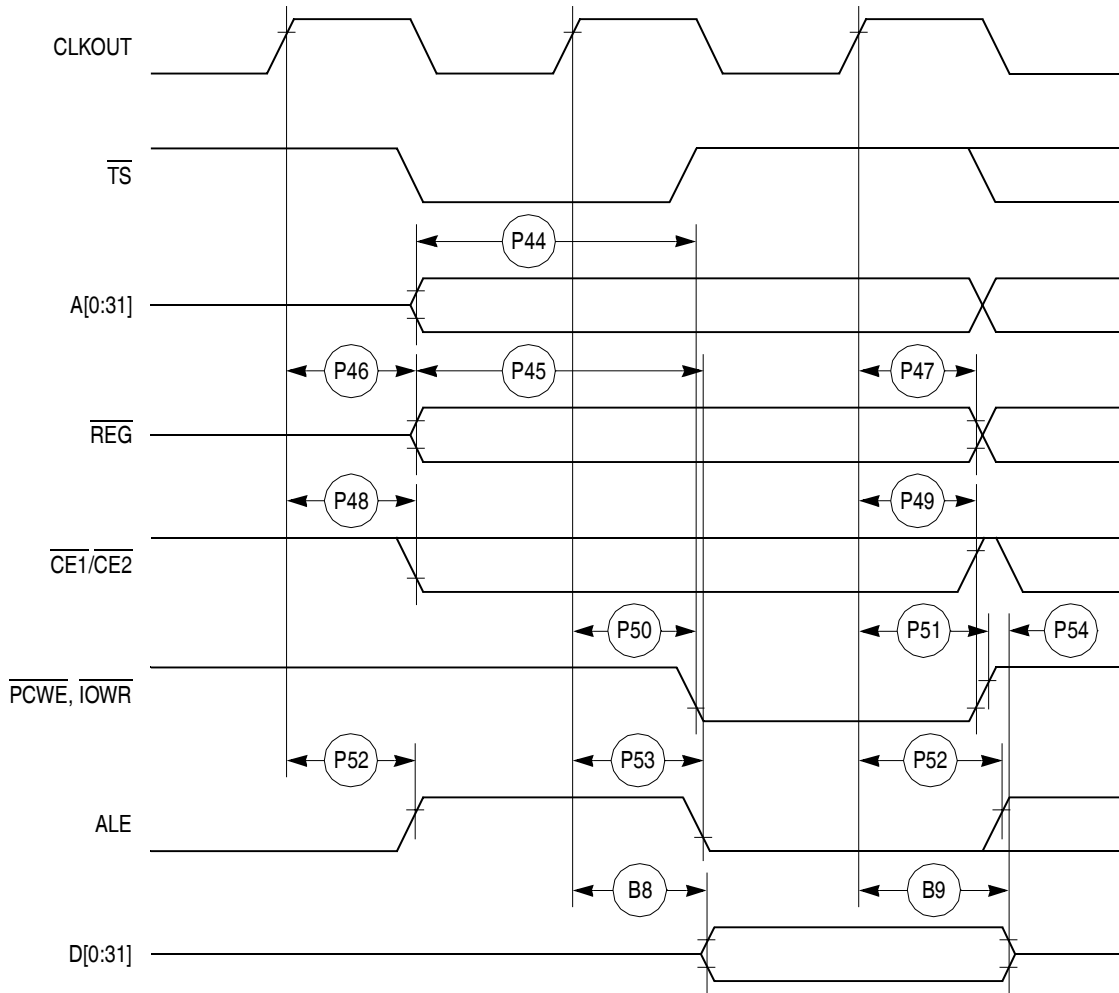 CLKOUT
TS
P44
A[0:31]
P46 P45 P47
REG
P48 P49
CE1/CE2
P50 P51 P54
PCWE, IOWR
P52 P53 P52
ALE
B8 B9
D[0:31]